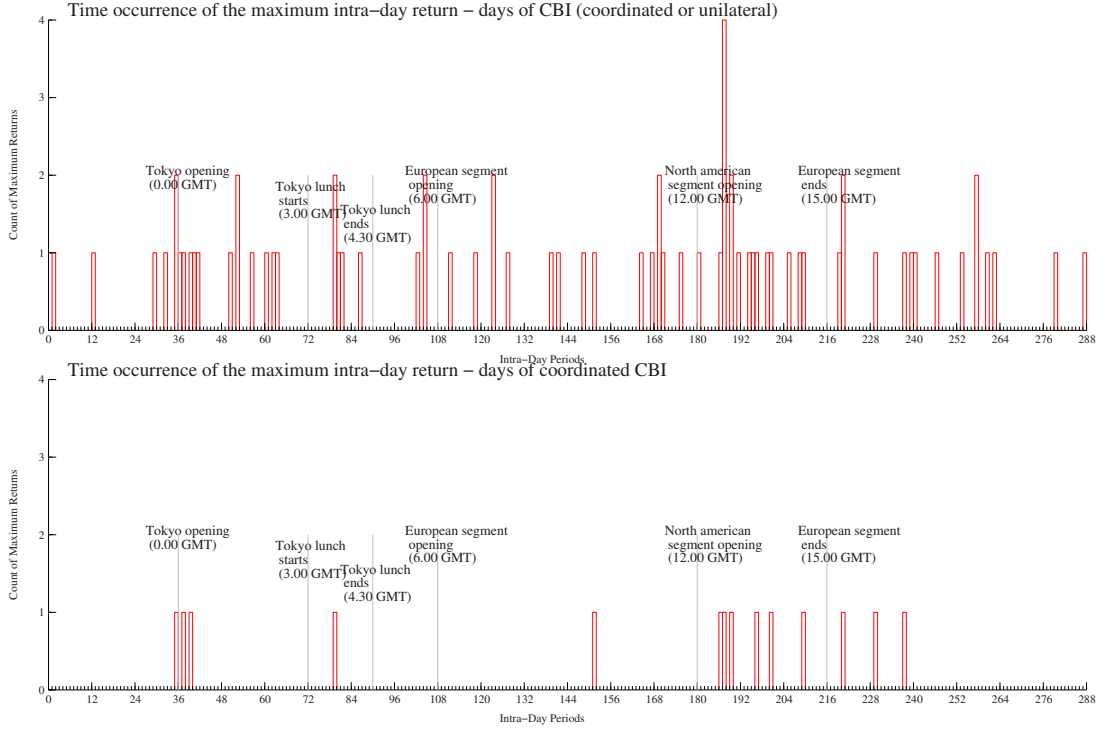 Time occurrence of the maximum intra−day return − days of CBI (coordinated or unilateral)
Count of Maximum Returns
4
3
2
1
0
Tokyo opening
(0.00 GMT)
Tokyo lunch
starts
(3.00 GMT)
Tokyo lunch
ends
(4.30 GMT)
European segment
opening
(6.00 GMT)
North american
segment opening
(12.00 GMT)
European segment
ends
(15.00 GMT)
0 12 24 36 48 60 72 84 96 108 120 132 144 156 168 180 192 204 216 228 240 252 264 276 288
Intra−Day Periods
Time occurrence of the maximum intra−day return − days of coordinated CBI
Count of Maximum Returns
4
3
2
1
0
Tokyo opening
(0.00 GMT)
Tokyo lunch
starts
(3.00 GMT)
Tokyo lunch
ends
(4.30 GMT)
European segment
opening
(6.00 GMT)
North american
segment opening
(12.00 GMT)
European segment
ends
(15.00 GMT)
0 12 24 36 48 60 72 84 96 108 120 132 144 156 168 180 192 204 216 228 240 252 264 276 288
Intra−Day Periods